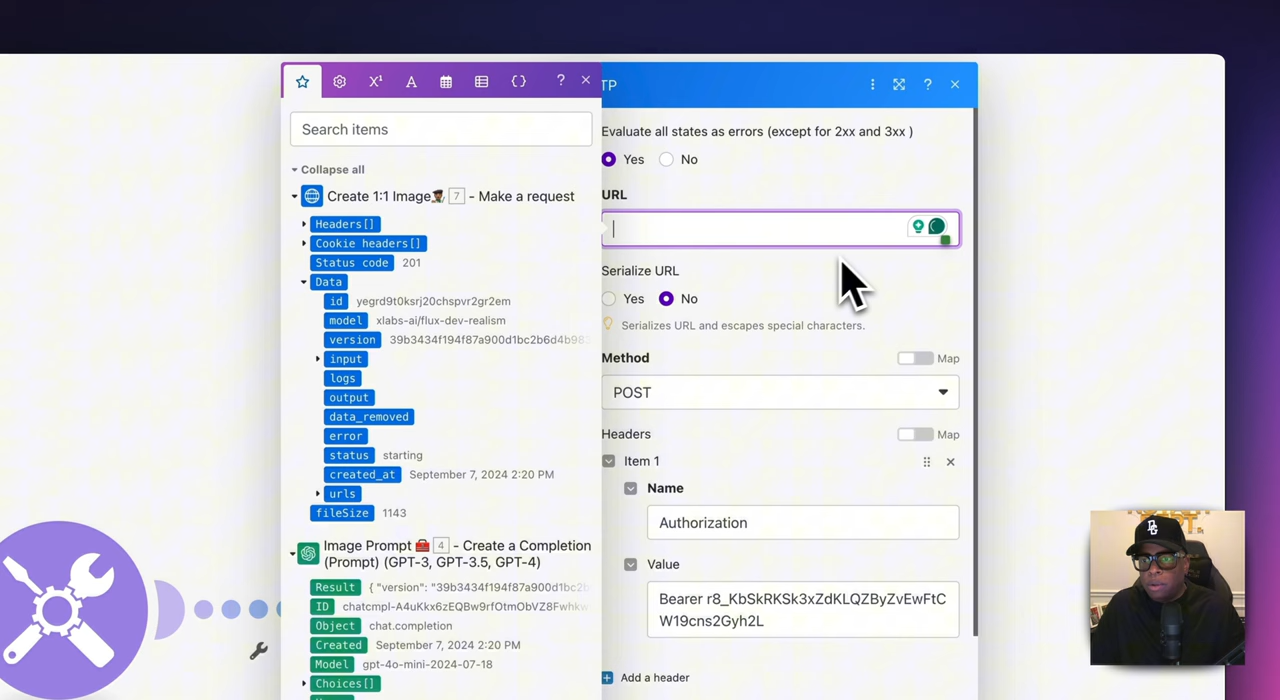 Search items
Collapse all
Create 1:1 Image 7 - Make a request
Headers[]
Cookie headers[]
Status code 201
Data
id yegrd9t0ksrj20chspvr2gr2em
model xlabs-ai/flux-dev-realism
version 39b3434f194f87a900d1bc2b6d4b983
input
logs
output
data_removed
error
status starting
created_at September 7, 2024 2:20 PM
urls
fileSize 1143
Image Prompt 4 - Create a Completion
(Prompt) (GPT-3, GPT-3.5, GPT-4)
Result { "version": "39b3434f194f87a900d1bc2b
ID chatcmpl-A4uKkx6zEQBw9rfOtmObVZ8Fwhkw
Object chat.completion
Created September 7, 2024 2:20 PM
Model gpt-4o-mini-2024-07-18
Choices[]
TP
Evaluate all states as errors (except for 2xx and 3xx )
Yes No
URL
Serialize URL
Yes No
Serializes URL and escapes special characters.
Method Map
POST
Headers Map
Item 1
Name
Authorization
Value
Bearer r8_KbSkRKSk3xZdKLQZByZvEwFtC
W19cns2Gyh2L
Add a header